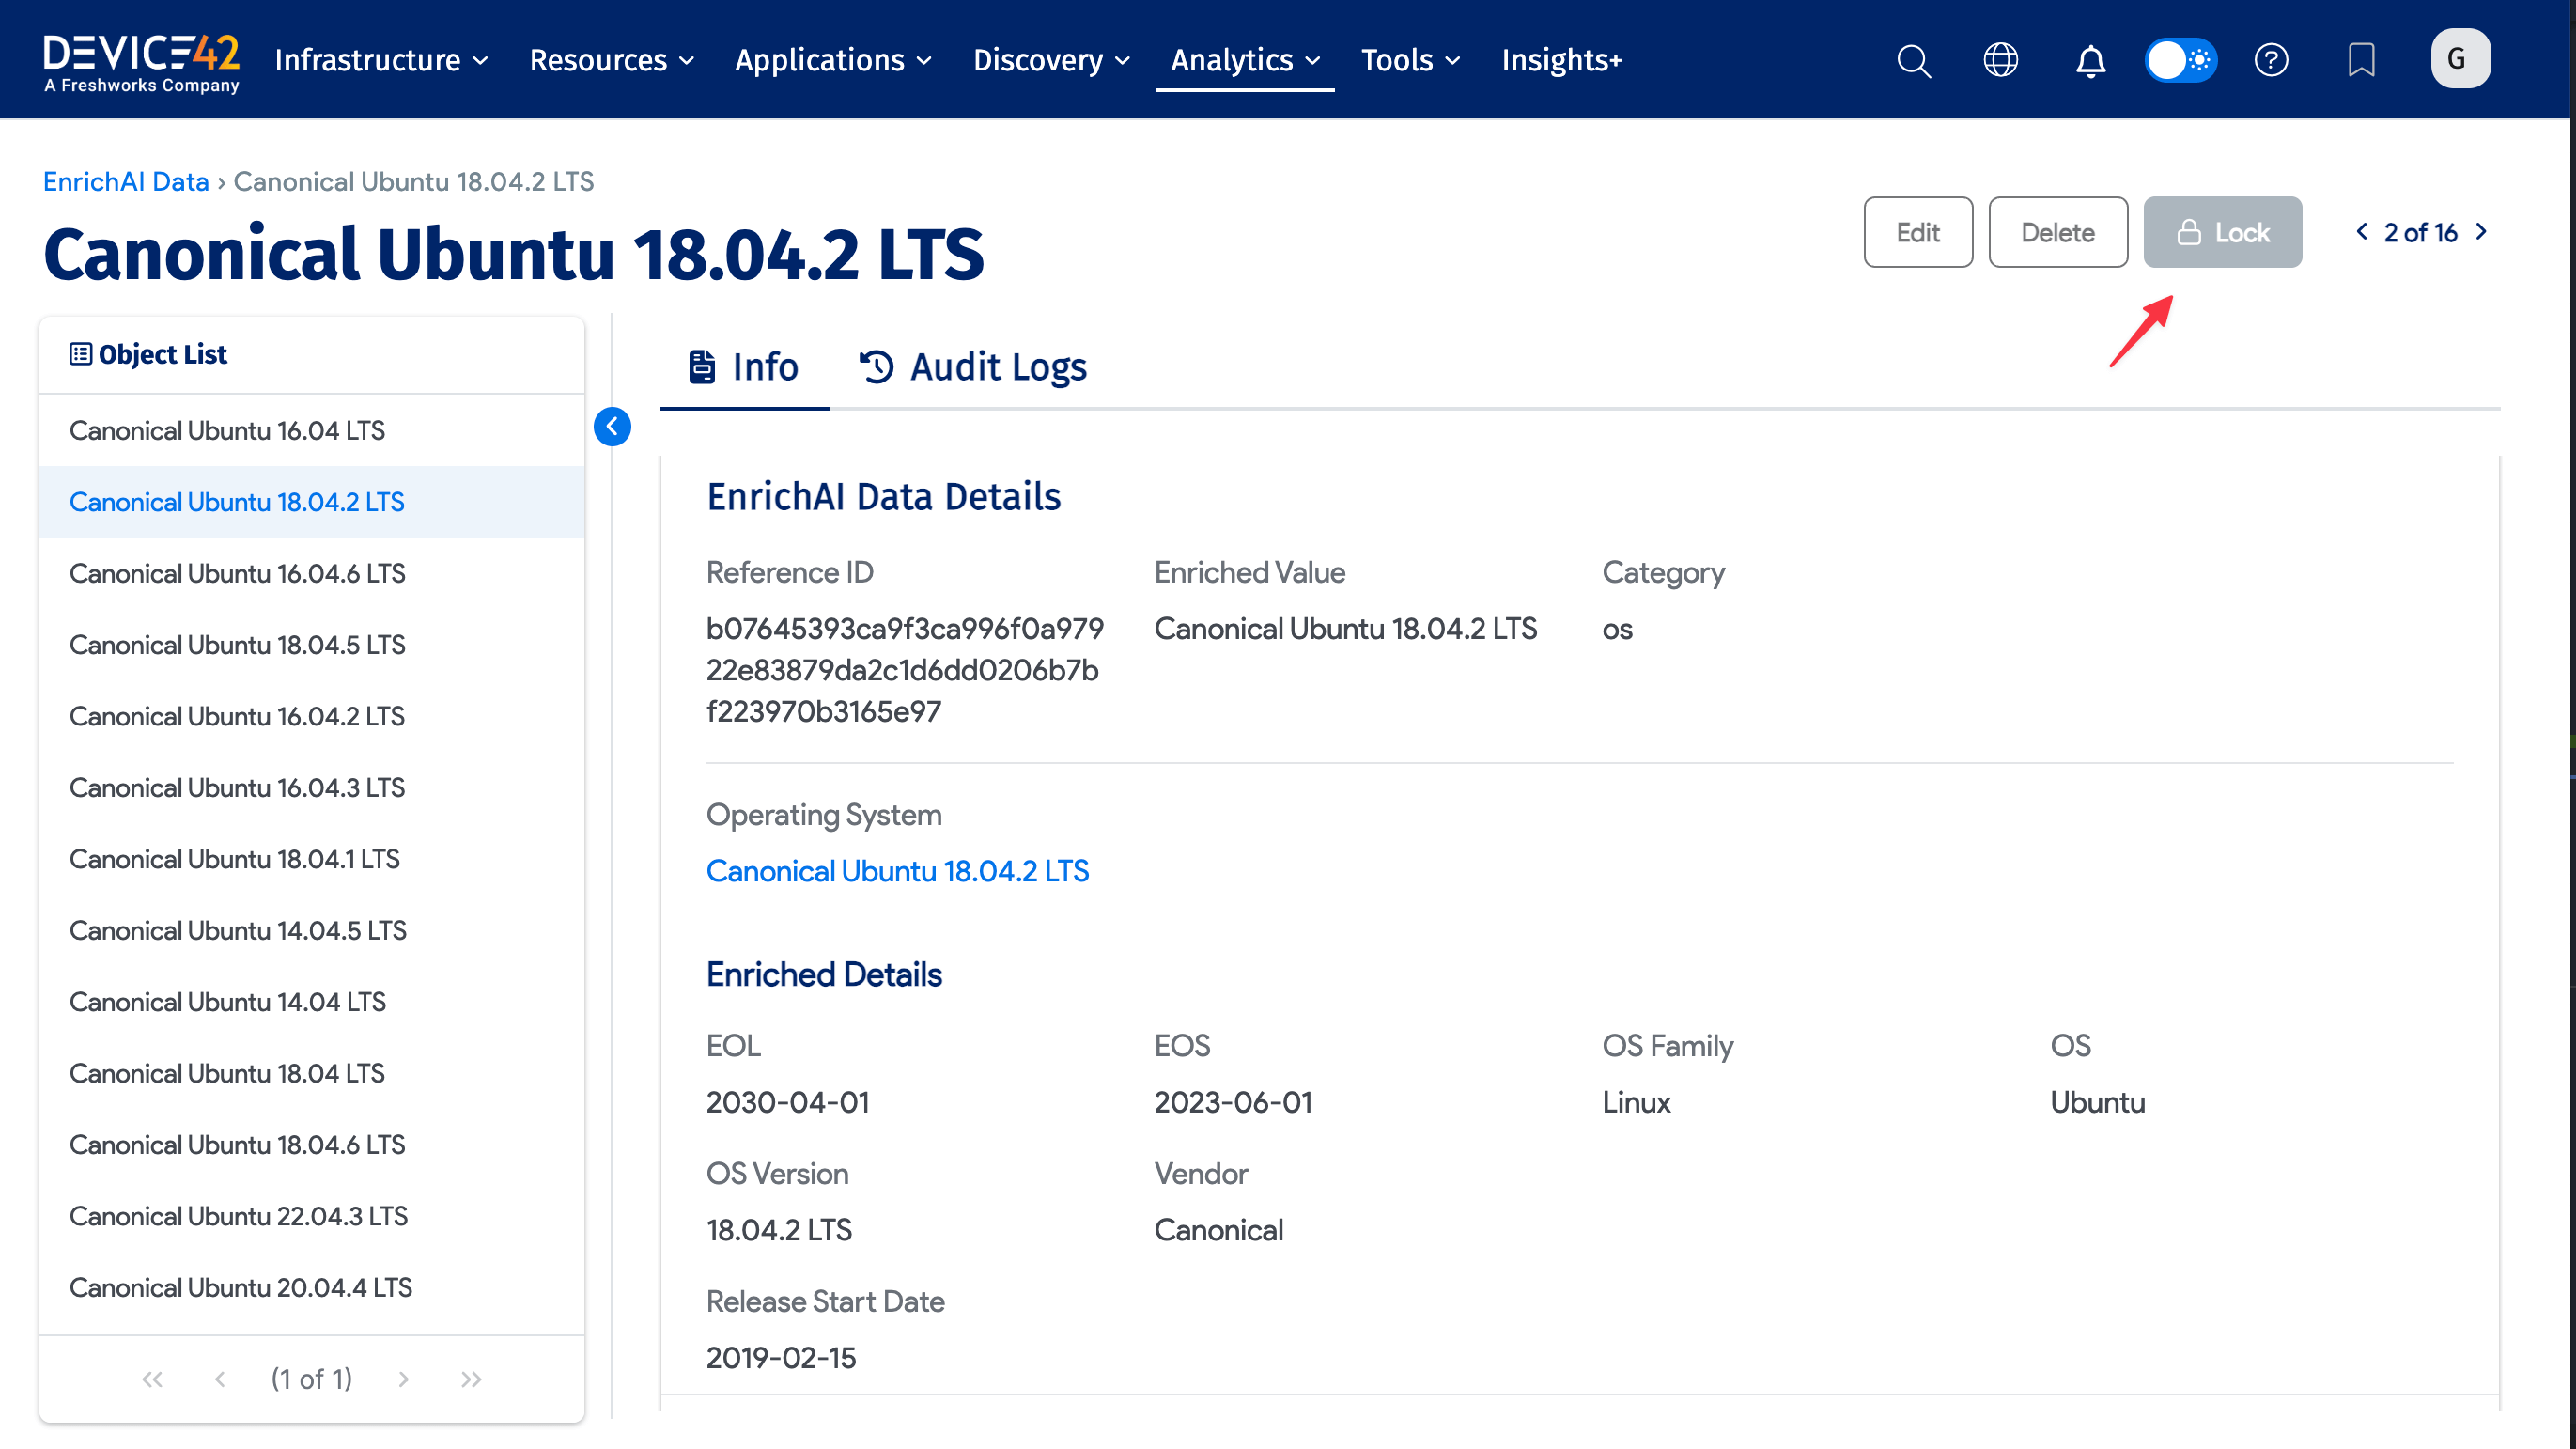 DEVICE42
A Freshworks Company
Infrastructure
Resources
Applications
Discovery
Analytics
Tools
Insights+
G
EnrichAI Data › Canonical Ubuntu 18.04.2 LTS
Canonical Ubuntu 18.04.2 LTS
Edit
Delete
Lock
2 of 16
Object List
Canonical Ubuntu 16.04 LTS
Canonical Ubuntu 18.04.2 LTS
Canonical Ubuntu 16.04.6 LTS
Canonical Ubuntu 18.04.5 LTS
Canonical Ubuntu 16.04.2 LTS
Canonical Ubuntu 16.04.3 LTS
Canonical Ubuntu 18.04.1 LTS
Canonical Ubuntu 14.04.5 LTS
Canonical Ubuntu 14.04 LTS
Canonical Ubuntu 18.04 LTS
Canonical Ubuntu 18.04.6 LTS
Canonical Ubuntu 22.04.3 LTS
Canonical Ubuntu 20.04.4 LTS
(1 of 1)
Info
Audit Logs
EnrichAI Data Details
Reference ID
b07645393ca9f3ca996f0a979
22e83879da2c1d6dd0206b7b
f223970b3165e97
Enriched Value
Canonical Ubuntu 18.04.2 LTS
Category
os
Operating System
Canonical Ubuntu 18.04.2 LTS
Enriched Details
EOL
2030-04-01
EOS
2023-06-01
OS Family
Linux
OS
Ubuntu
OS Version
18.04.2 LTS
Vendor
Canonical
Release Start Date
2019-02-15